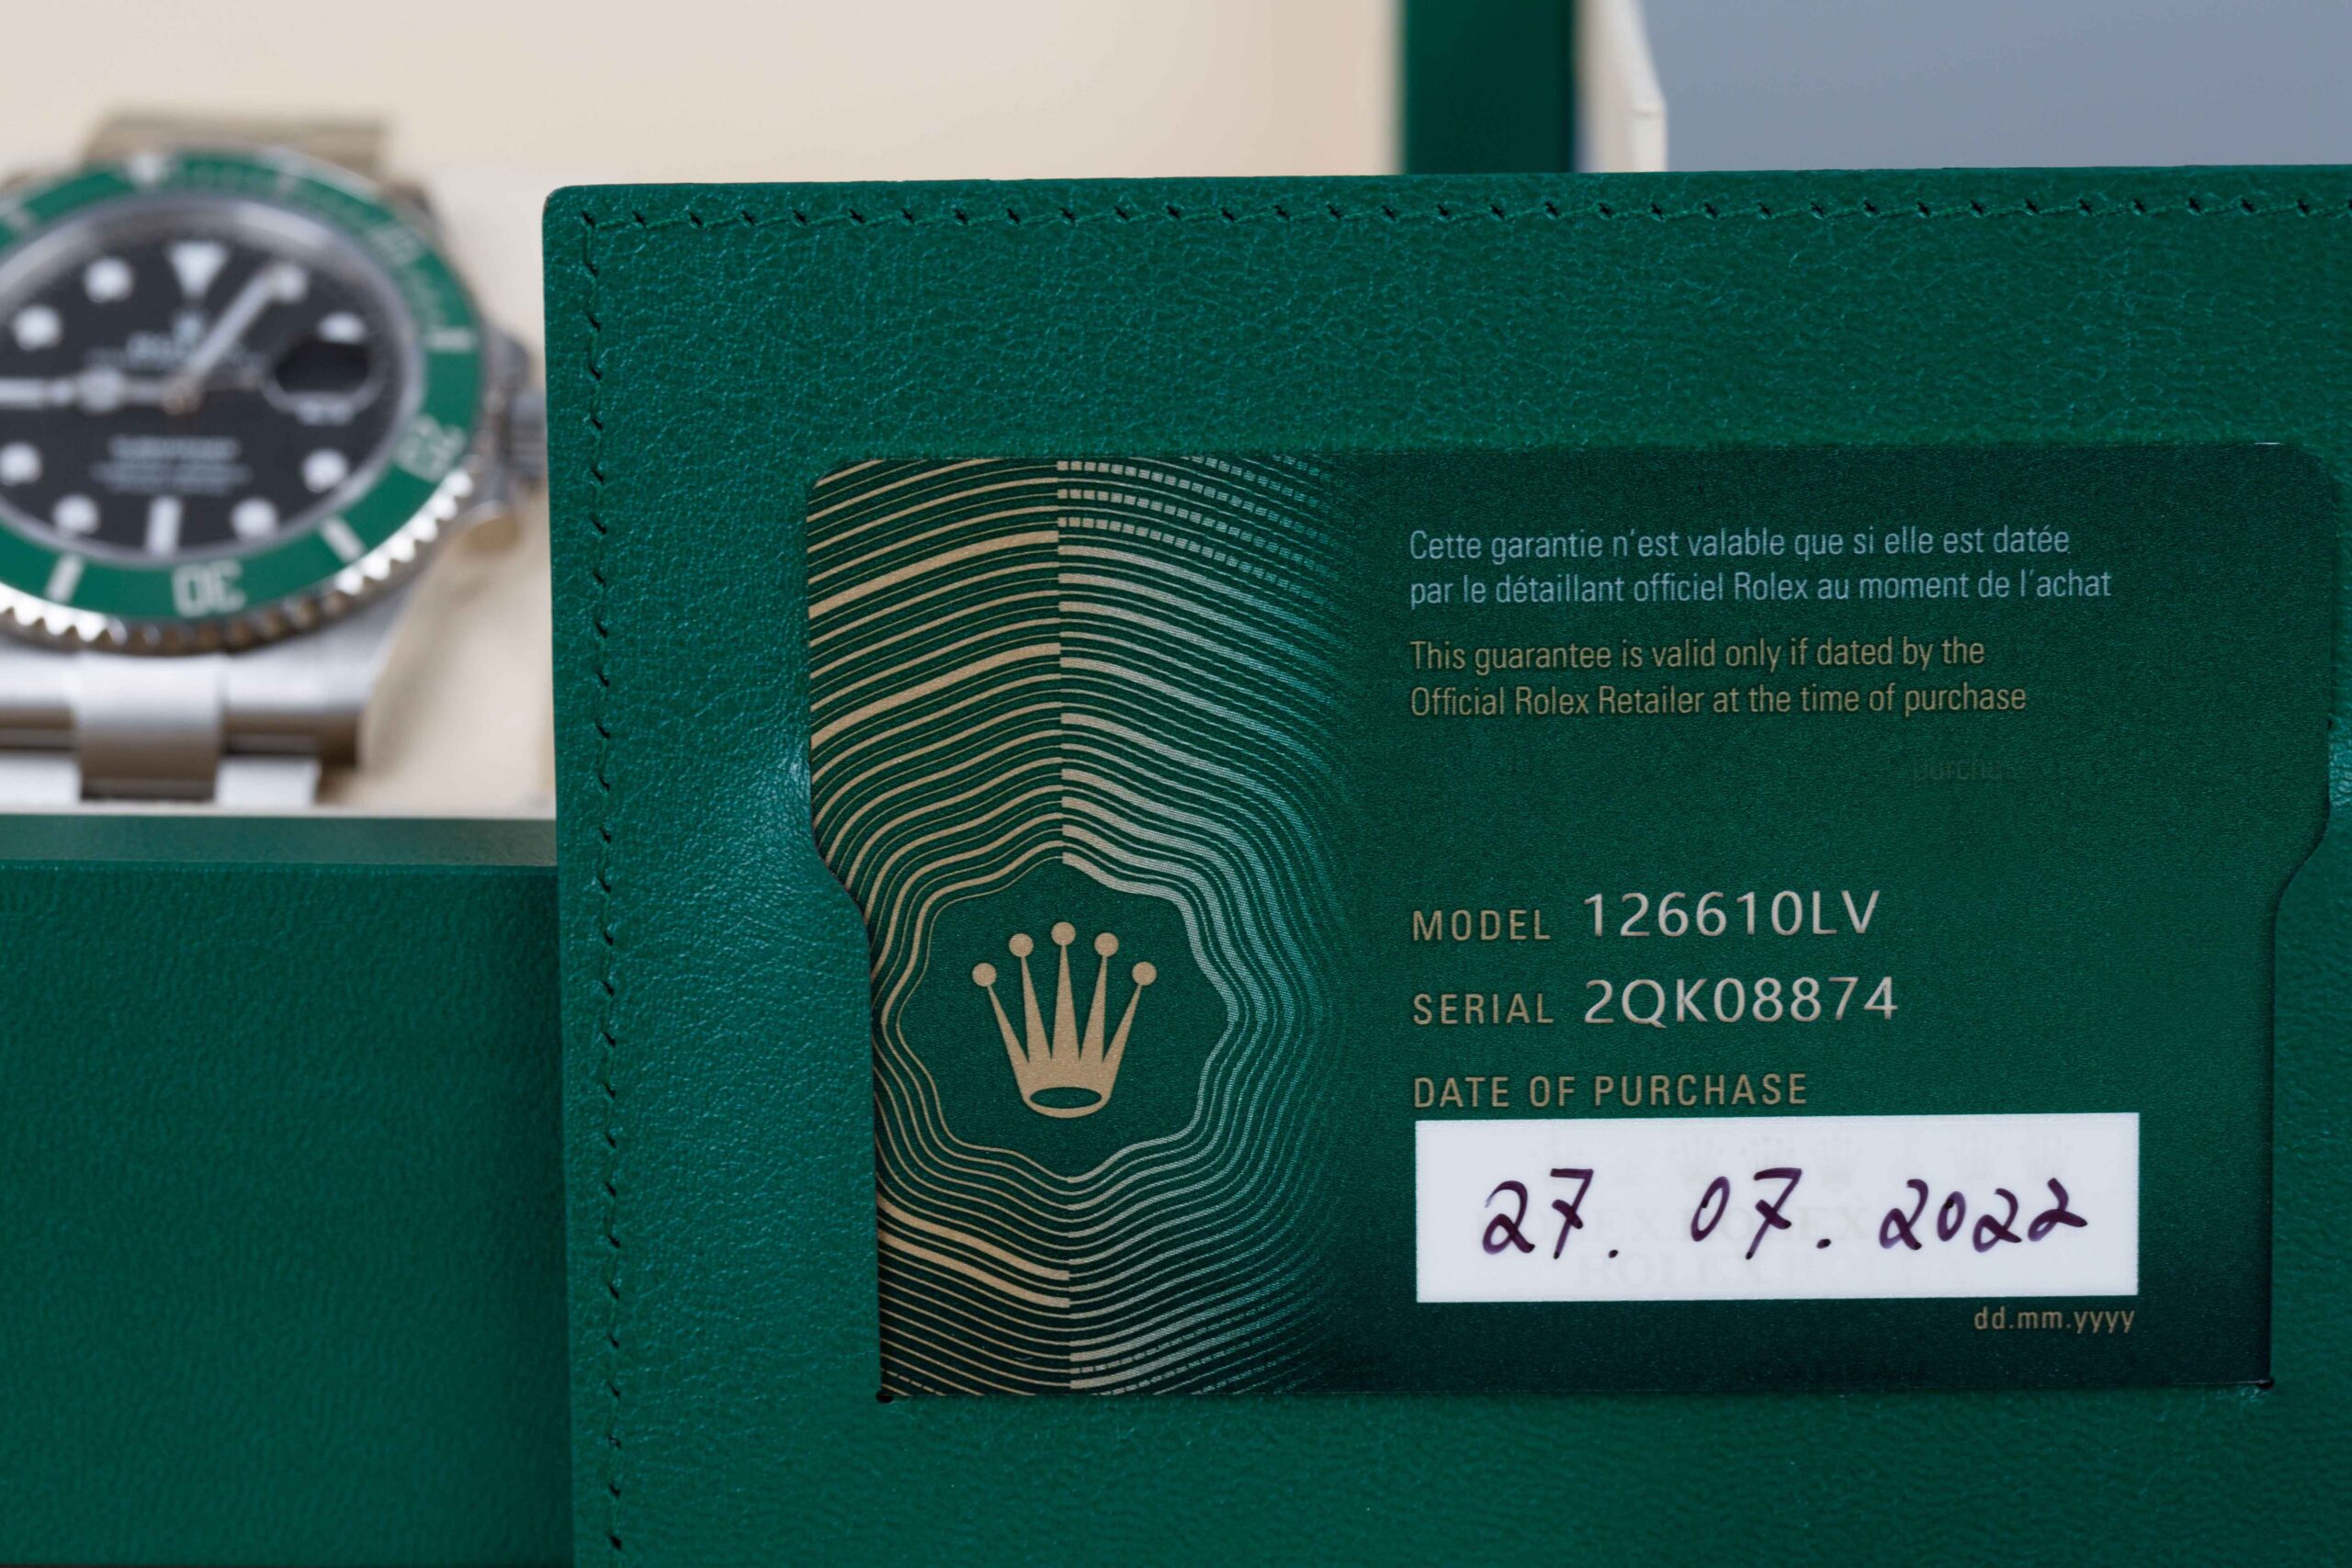 Cette garantie n'est valable que si elle est datée
par le détaillant officiel Rolex au moment de l'achat
This guarantee is valid only if dated by the
Official Rolex Retailer at the time of purchase
MODEL 126610LV
SERIAL 2QK08874
DATE OF PURCHASE
27. 07. 2022
dd.mm.yyyy
20
30